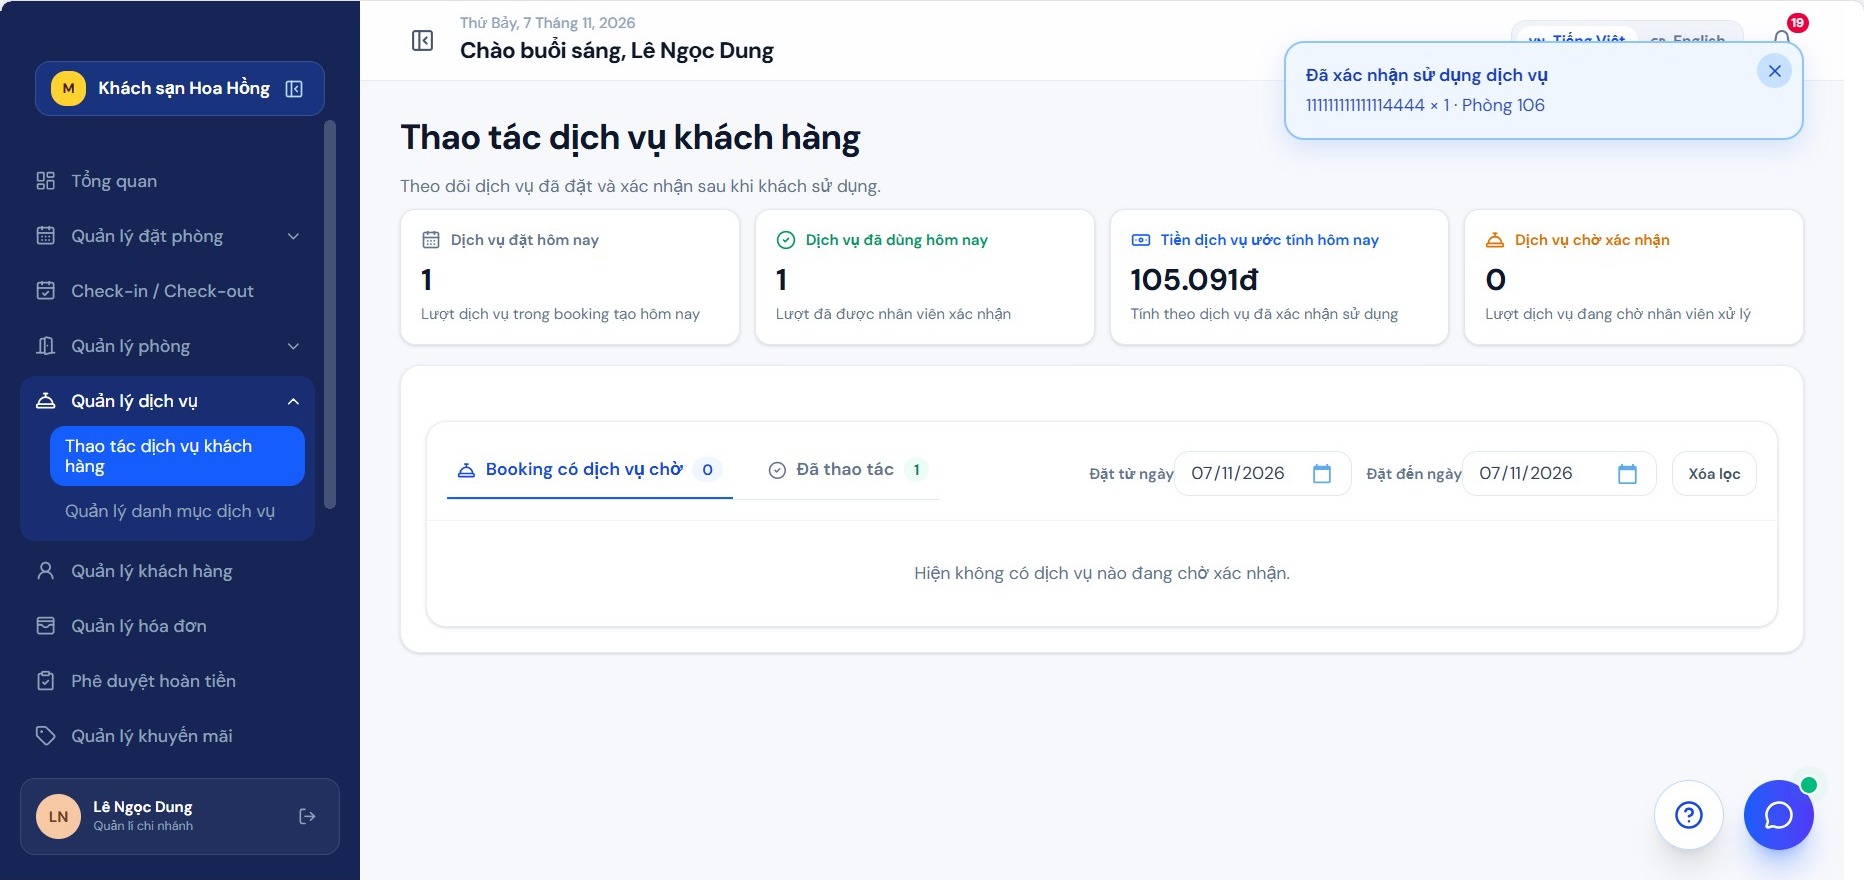 Thứ Bảy, 7 Tháng 11, 2026
Chào buổi sáng, Lê Ngọc Dung
VN Tiếng Việt
GB English
19
M
Khách sạn Hoa Hồng
Đã xác nhận sử dụng dịch vụ
111111111111114444 × 1 · Phòng 106
Tổng quan
Quản lý đặt phòng
Check-in / Check-out
Quản lý phòng
Quản lý dịch vụ
Thao tác dịch vụ khách
hàng
Quản lý danh mục dịch vụ
Quản lý khách hàng
Quản lý hóa đơn
Phê duyệt hoàn tiền
Quản lý khuyến mãi
LN
Lê Ngọc Dung
Quản lí chi nhánh
Thao tác dịch vụ khách hàng
Theo dõi dịch vụ đã đặt và xác nhận sau khi khách sử dụng.
Dịch vụ đặt hôm nay
1
Lượt dịch vụ trong booking tạo hôm nay
Dịch vụ đã dùng hôm nay
1
Lượt đã được nhân viên xác nhận
Tiền dịch vụ ước tính hôm nay
105.091đ
Tính theo dịch vụ đã xác nhận sử dụng
Dịch vụ chờ xác nhận
0
Lượt dịch vụ đang chờ nhân viên xử lý
Booking có dịch vụ chờ 0
Đã thao tác 1
Đặt từ ngày 07/11/2026
Đặt đến ngày 07/11/2026
Xóa lọc
Hiện không có dịch vụ nào đang chờ xác nhận.